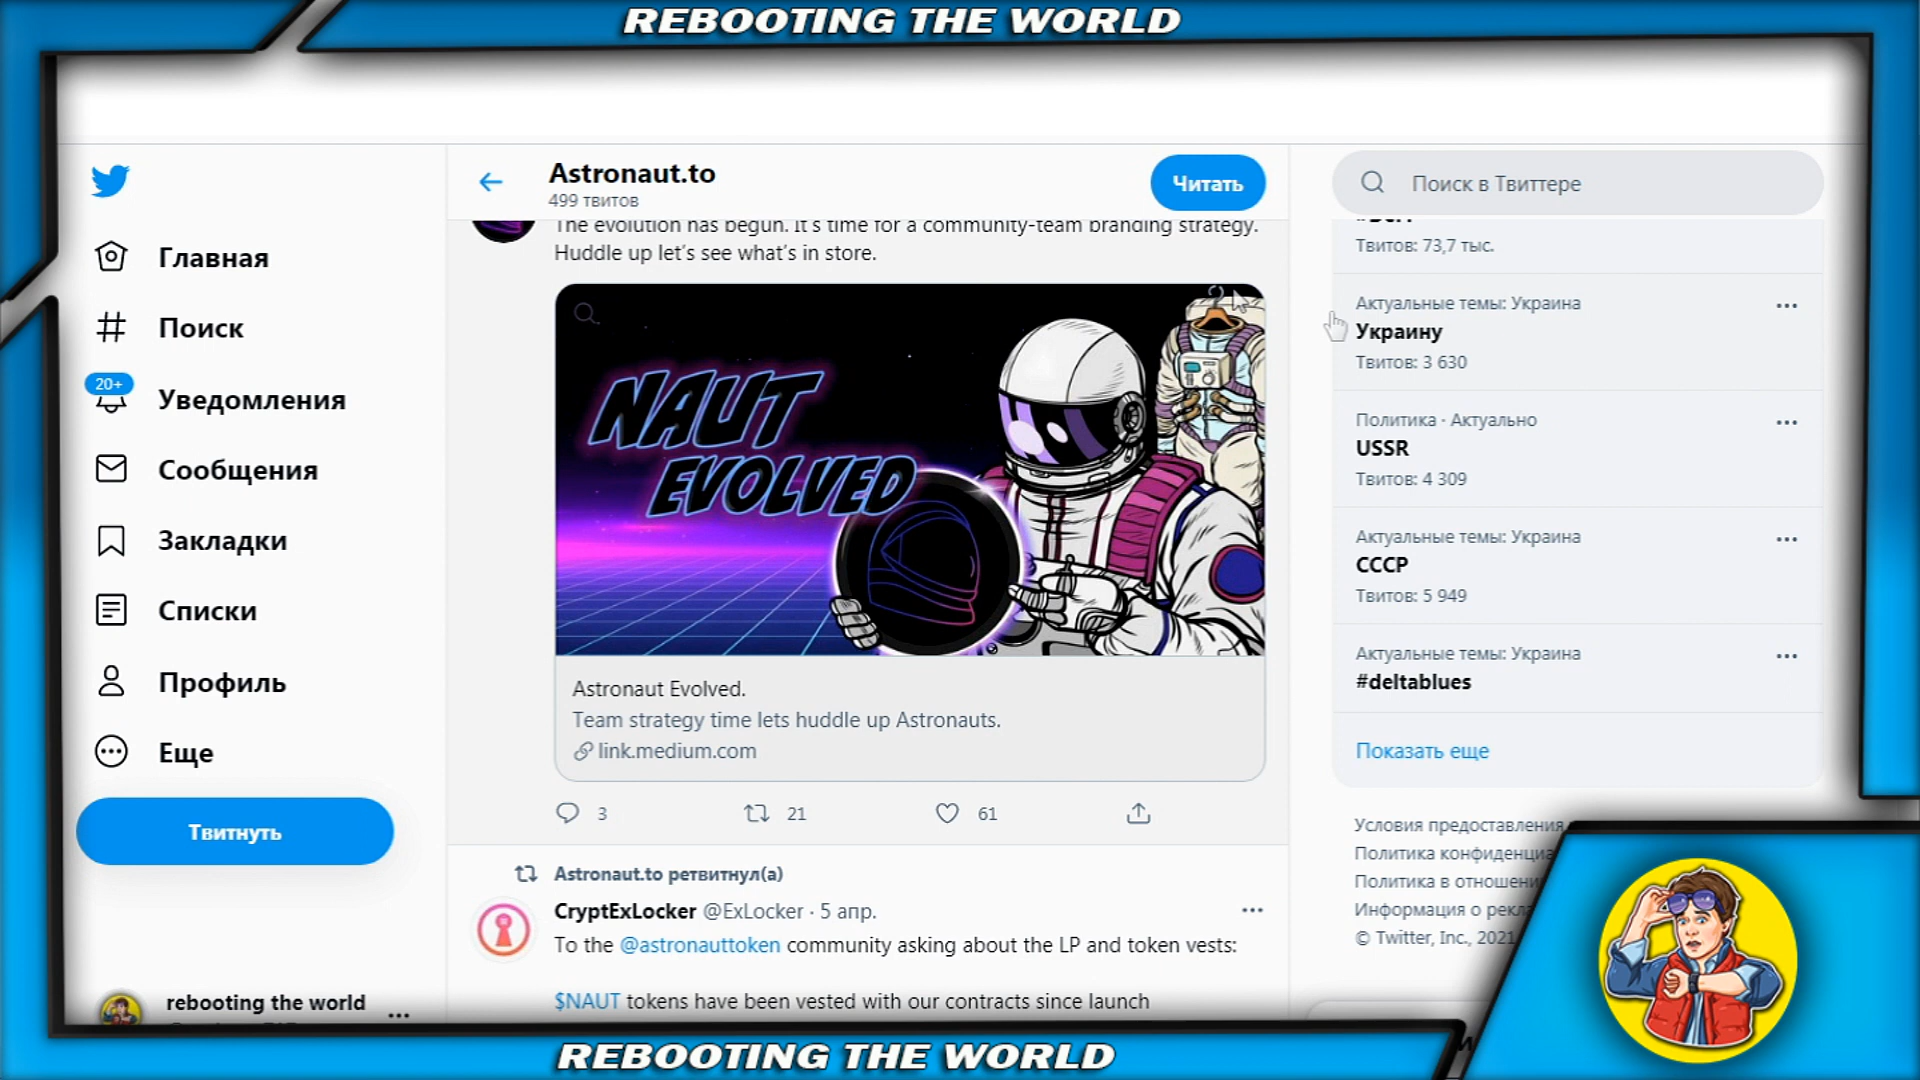 REBOOTING THE WORLD
Astronaut.to
499 твитов
Читать
Поиск в Твиттере
The evolution has begun. It's time for a community-team branding strategy.
Huddle up let's see what's in store.
NAUT
EVOLVED
Astronaut Evolved.
Team strategy time lets huddle up Astronauts.
link.medium.com
3
21
61
Astronaut.to ретвитнул(а)
CryptExLocker @ExLocker · 5 апр.
To the @astronauttoken community asking about the LP and token vests:
$NAUT tokens have been vested with our contracts since launch
Главная
Поиск
20+
Уведомления
Сообщения
Закладки
Списки
Профиль
Еще
Твитнуть
rebooting the world
Твитов: 73,7 тыс.
Актуальные темы: Украина
Украину
Твитов: 3 630
Политика · Актуально
USSR
Твитов: 4 309
Актуальные темы: Украина
СССР
Твитов: 5 949
Актуальные темы: Украина
#deltablues
Показать еще
Условия предоставления
Политика
Политика в
Информация о
© Twitter, Inc., 2021
REBOOTING THE WORLD